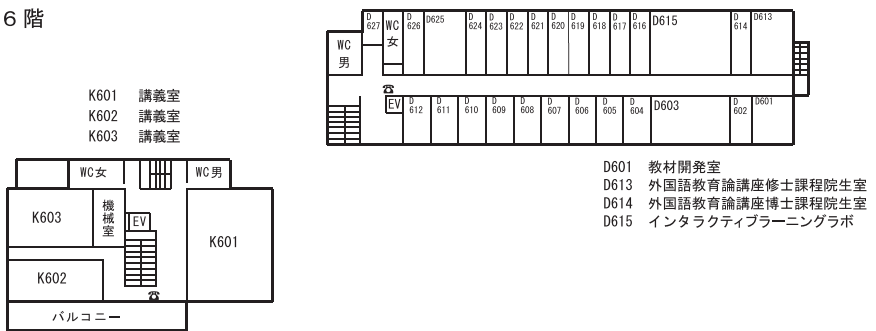 6階
D627
WC女
D626
D625
D624
D623
D622
D621
D620
D619
D618
D617
D616
D615
D614
D613
WC男
EV
D612
D611
D610
D609
D608
D607
D606
D605
D604
D603
D602
D601
K601 講義室
K602 講義室
K603 講義室
D601 教材開発室
D613 外国語教育論講座修士課程院生室
D614 外国語教育論講座博士課程院生室
D615 インタラクティブラーニングラボ
WC女
WC男
K603
機械室
EV
K601
K602
バルコニー